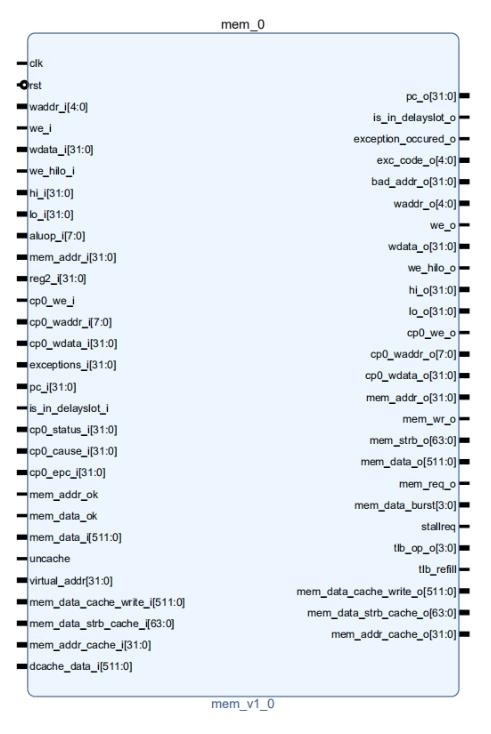 mem_0
clk
rst
waddr_i[4:0]
we_i
wdata_i[31:0]
we_hilo_i
hi_i[31:0]
lo_i[31:0]
aluop_i[7:0]
mem_addr_i[31:0]
reg2_i[31:0]
cp0_we_i
cp0_waddr_i[7:0]
cp0_wdata_i[31:0]
exceptions_i[31:0]
pc_i[31:0]
is_in_delayslot_i
cp0_status_i[31:0]
cp0_cause_i[31:0]
cp0_epc_i[31:0]
mem_addr_ok
mem_data_ok
mem_data_i[511:0]
uncache
virtual_addr[31:0]
mem_data_cache_write_i[511:0]
mem_data_strb_cache_i[63:0]
mem_addr_cache_i[31:0]
dcache_data_i[511:0]
pc_o[31:0]
is_in_delayslot_o
exception_occured_o
exc_code_o[4:0]
bad_addr_o[31:0]
waddr_o[4:0]
we_o
wdata_o[31:0]
we_hilo_o
hi_o[31:0]
lo_o[31:0]
cp0_we_o
cp0_waddr_o[7:0]
cp0_wdata_o[31:0]
mem_addr_o[31:0]
mem_wr_o
mem_strb_o[63:0]
mem_data_o[511:0]
mem_req_o
mem_data_burst[3:0]
stallreq
tlb_op_o[3:0]
tlb_refill
mem_data_cache_write_o[511:0]
mem_data_strb_cache_o[63:0]
mem_addr_cache_o[31:0]
mem_v1_0